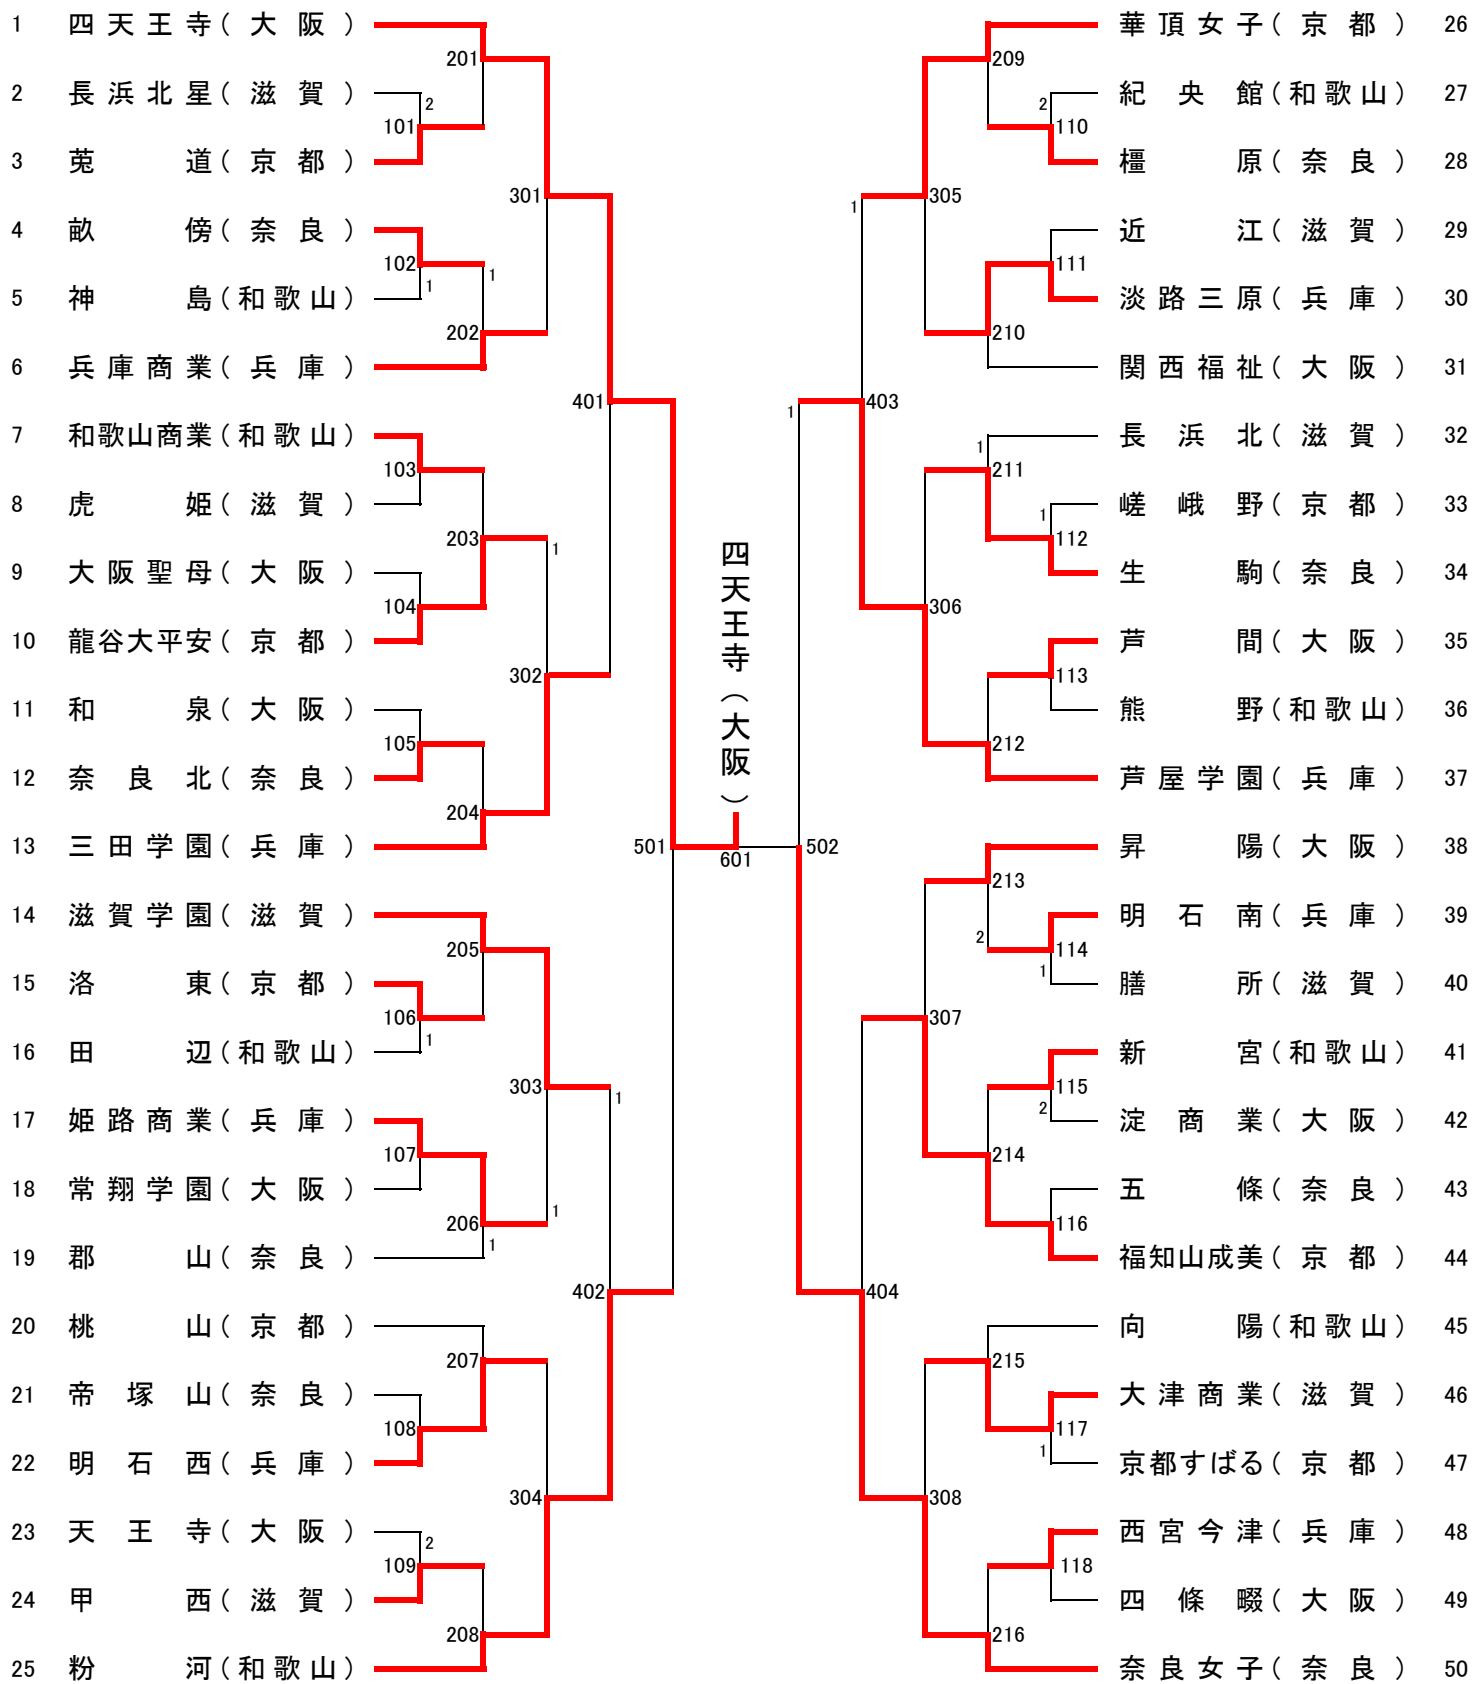 1 四天王寺(大阪)
201
2 長浜北星(滋賀)
2
101
3 莵道(京都)
301
4 畝傍(奈良)
102
1
5 神島(和歌山)
1
202
6 兵庫商業(兵庫)
401
7 和歌山商業(和歌山)
103
8 虎姫(滋賀)
203
1
9 大阪聖母(大阪)
104
10 龍谷大平安(京都)
302
11 和泉(大阪)
105
12 奈良北(奈良)
204
13 三田学園(兵庫)
501
14 滋賀学園(滋賀)
205
15 洛東(京都)
106
1
16 田辺(和歌山)
303
1
17 姫路商業(兵庫)
107
18 常翔学園(大阪)
206
1
1
19 郡山(奈良)
402
20 桃山(京都)
207
21 帝塚山(奈良)
108
22 明石西(兵庫)
304
23 天王寺(大阪)
2
109
24 甲西(滋賀)
208
25 粉河(和歌山)
四天王寺(大阪)
601
華頂女子(京都) 26
209
紀央館(和歌山) 27
2
110
橿原(奈良) 28
1
305
近江(滋賀) 29
111
淡路三原(兵庫) 30
210
関西福祉(大阪) 31
1
403
長浜北(滋賀) 32
1
211
嵯峨野(京都) 33
1
112
生駒(奈良) 34
306
芦間(大阪) 35
113
熊野(和歌山) 36
212
芦屋学園(兵庫) 37
502
昇陽(大阪) 38
213
明石南(兵庫) 39
2
114
1
膳所(滋賀) 40
307
新宮(和歌山) 41
115
2
淀商業(大阪) 42
214
五條(奈良) 43
116
福知山成美(京都) 44
404
向陽(和歌山) 45
215
大津商業(滋賀) 46
117
1
京都すばる(京都) 47
308
西宮今津(兵庫) 48
118
四條畷(大阪) 49
216
奈良女子(奈良) 50